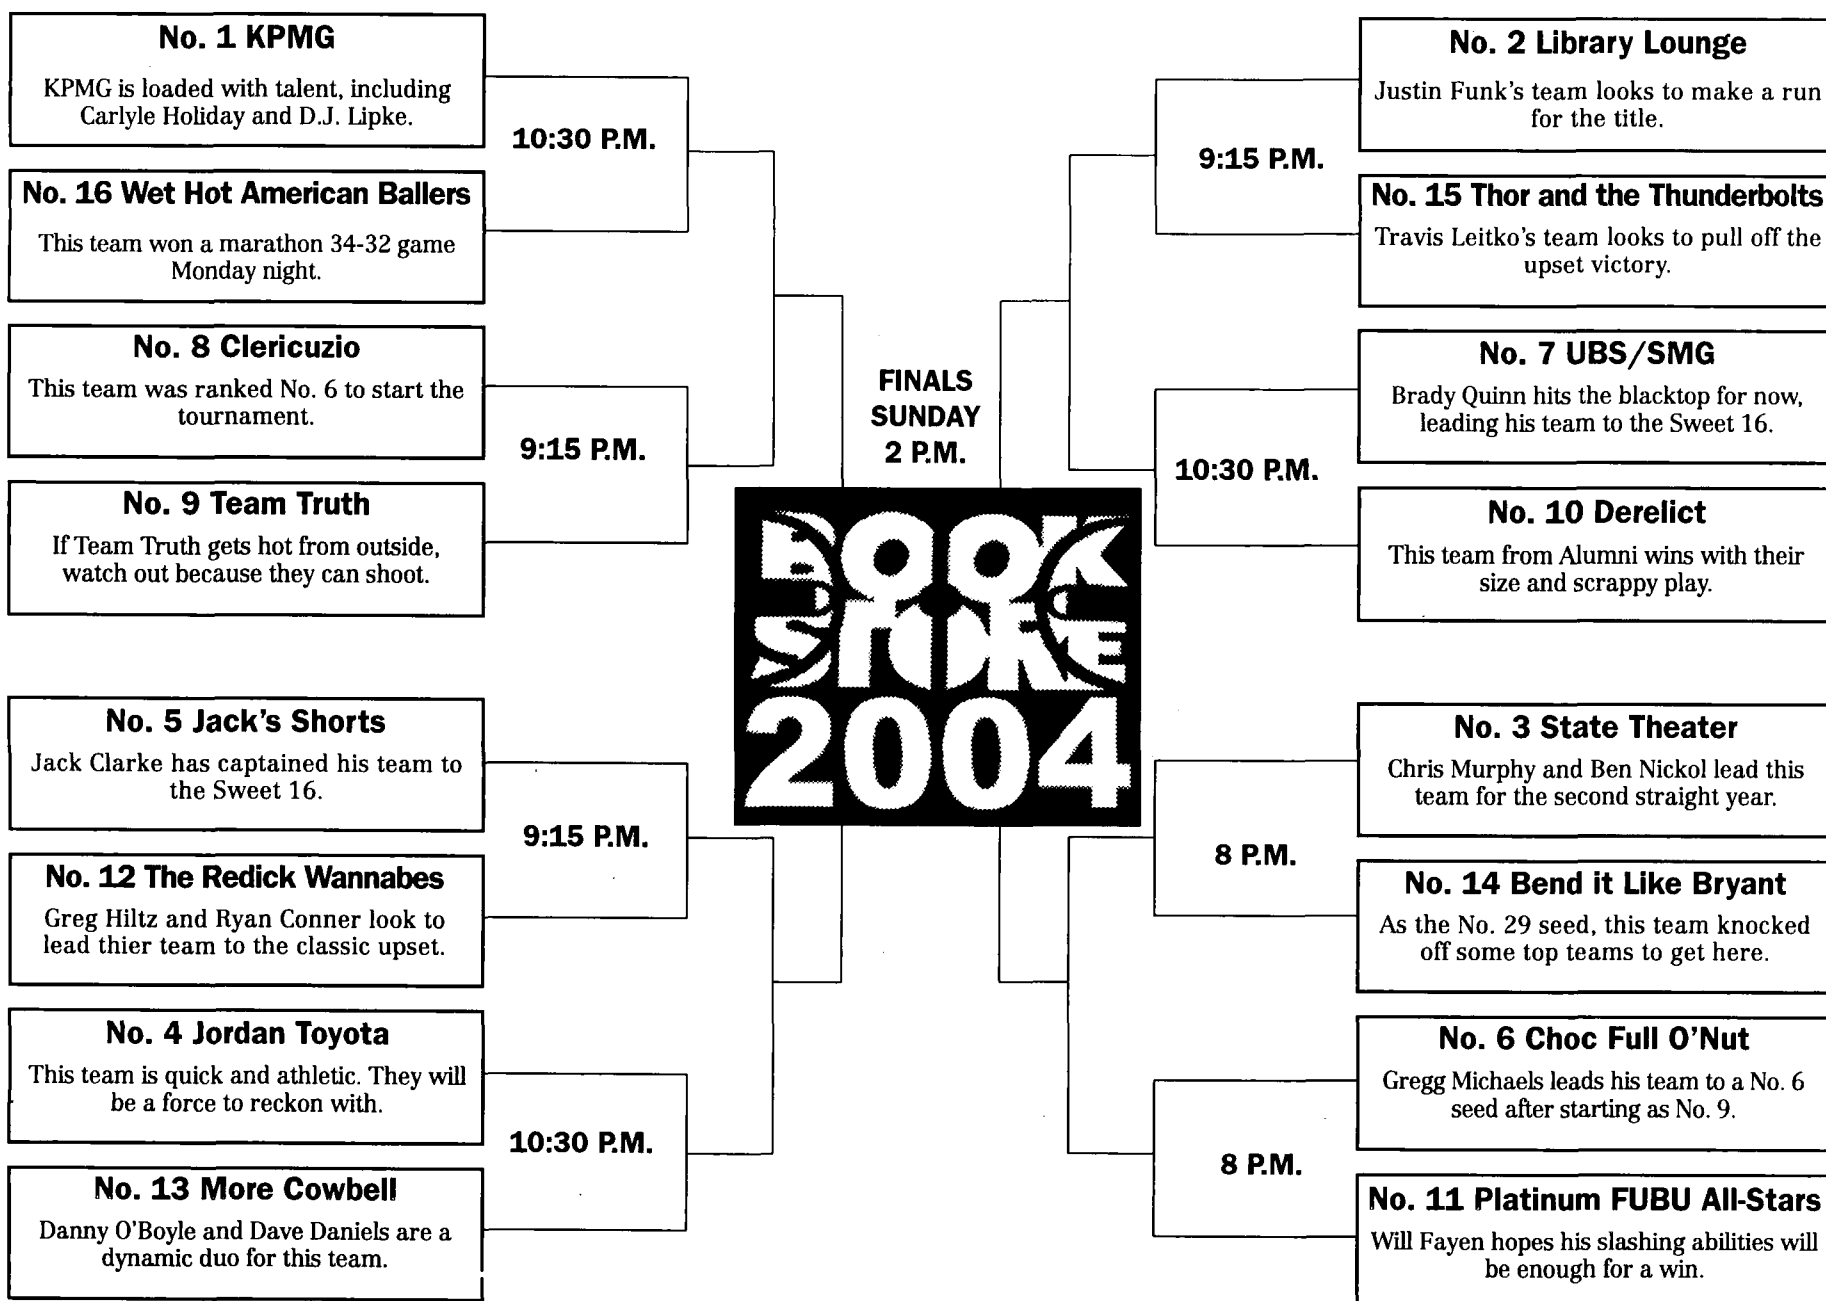 No. 1 KPMG
KPMG is loaded with talent, including
Carlyle Holiday and D.J. Lipke.
10:30 P.M.
No. 16 Wet Hot American Ballers
This team won a marathon 34-32 game
Monday night.
No. 8 Clericuzio
This team was ranked No. 6 to start the
tournament.
9:15 P.M.
No. 9 Team Truth
If Team Truth gets hot from outside,
watch out because they can shoot.
No. 5 Jack's Shorts
Jack Clarke has captained his team to
the Sweet 16.
9:15 P.M.
No. 12 The Redick Wannabes
Greg Hiltz and Ryan Conner look to
lead thier team to the classic upset.
No. 4 Jordan Toyota
This team is quick and athletic. They will
be a force to reckon with.
10:30 P.M.
No. 13 More Cowbell
Danny O'Boyle and Dave Daniels are a
dynamic duo for this team.
FINALS
SUNDAY
2 P.M.
BOOK
STORE
2004
No. 2 Library Lounge
Justin Funk's team looks to make a run
for the title.
9:15 P.M.
No. 15 Thor and the Thunderbolts
Travis Leitko's team looks to pull off the
upset victory.
No. 7 UBS/SMG
Brady Quinn hits the blacktop for now,
leading his team to the Sweet 16.
10:30 P.M.
No. 10 Derelict
This team from Alumni wins with their
size and scrappy play.
No. 3 State Theater
Chris Murphy and Ben Nickol lead this
team for the second straight year.
8 P.M.
No. 14 Bend it Like Bryant
As the No. 29 seed, this team knocked
off some top teams to get here.
No. 6 Choc Full O'Nut
Gregg Michaels leads his team to a No. 6
seed after starting as No. 9.
8 P.M.
No. 11 Platinum FUBU All-Stars
Will Fayen hopes his slashing abilities will
be enough for a win.